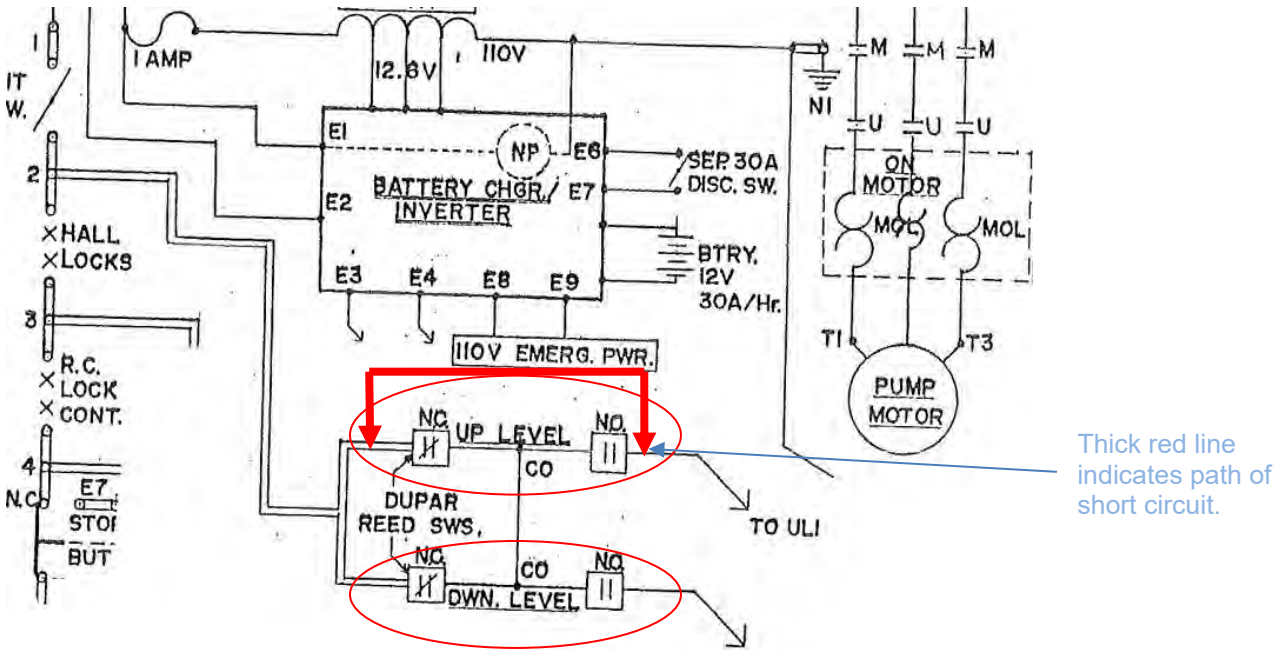 1
1 AMP
12.6V
110V
IT
W.
N1
M
M
M
U
U
U
E1
NP
E6
SEP. 30A
DISC. SW.
ON
MOTOR
2
E2
BATTERY CHGR/
INVERTER
E7
MOL
MOL
HALL
LOCKS
BTRY.
12V
30A/Hr.
E3
E4
E8
E9
3
110V EMERG. PWR.
T1
T3
R.C.
LOCK
CONT.
PUMP
MOTOR
N.C.
UP LEVEL
N.O.
CO
Thick red line
indicates path of
short circuit.
4
N.C.
E7
STOP
BUT
DUPAR
REED SWS.
TO UL1
N.C.
CO
N.O.
DWN. LEVEL